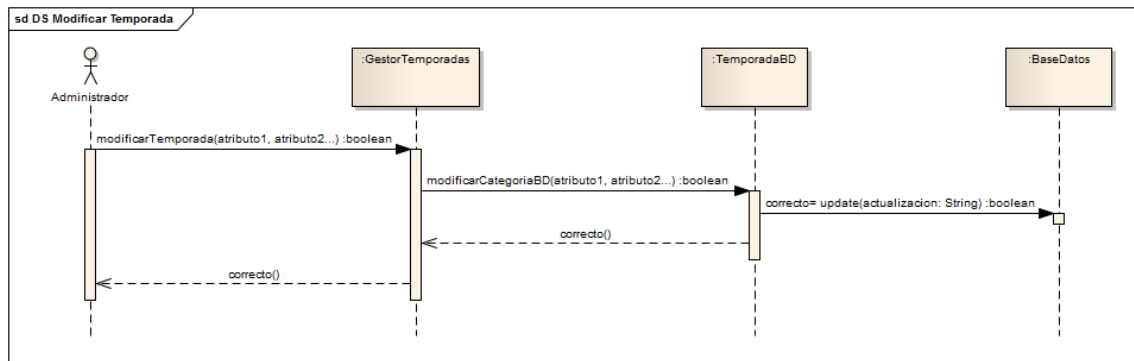 sd DS Modificar Temporada
Administrador
:GestorTemporadas
:TemporadaBD
:BaseDatos
modificarTemporada(atributo1, atributo2...) :boolean
modificarCategoriaBD(atributo1, atributo2...) :boolean
correcto= update(actualizacion: String) :boolean
correcto()
correcto()